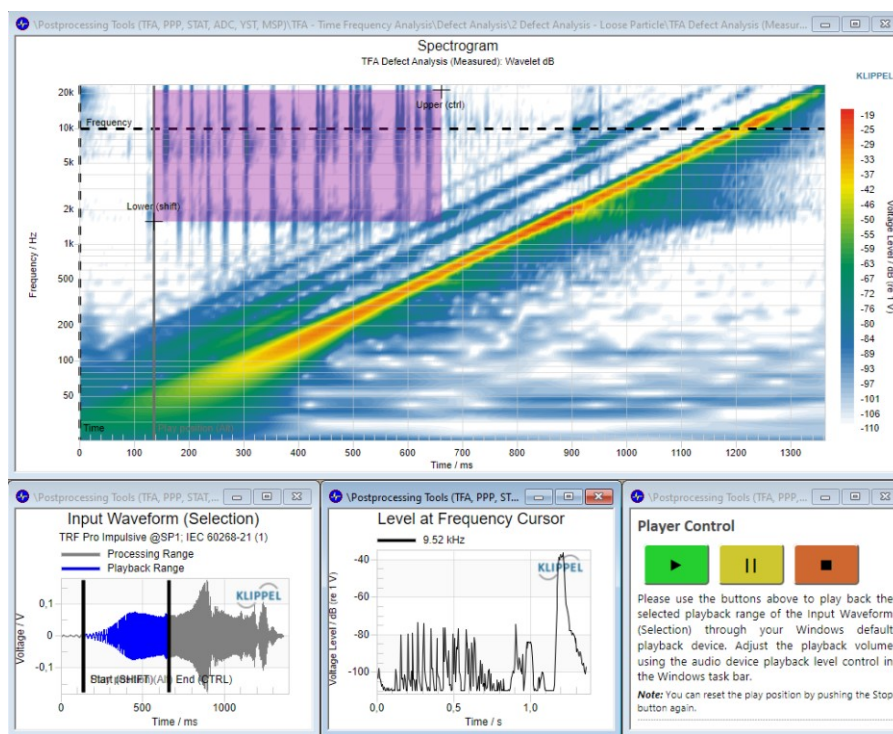 \Postprocessing Tools (TFA, PPP, STAT, ADC, YST, MSP)\TFA - Time Frequency Analysis\Defect Analysis\2 Defect Analysis - Loose Particle\TFA Defect Analysis (Measur...
Spectrogram
TFA Defect Analysis (Measured): Wavelet dB
KLIPPEL
20k
10k
5k
2k
1k
500
200
100
50
Frequency / Hz
Frequency
Upper (ctrl)
Lower (shift)
Time
Play position (Alt)
0 100 200 300 400 500 600 700 800 900 1000 1100 1200 1300
Time / ms
-19
-21
-25
-29
-34
-38
-42
-46
-50
-55
-59
-63
-67
-72
-76
-80
-84
-89
-93
-97
-101
-106
-110
Voltage Level / dB (re 1 V)
\Postprocessing Tools (TFA, PPP, STAT,...
Input Waveform (Selection)
TRF Pro Impulsive @SP1; IEC 60268-21 (1)
Processing Range
Playback Range
KLIPPEL
0,1
0
-0,1
Voltage / V
Start (SHIFT)
End (CTRL)
0 500 1000
Time / ms
\Postprocessing Tools (TFA, PPP, ST...
Level at Frequency Cursor
9.52 kHz
KLIPPEL
-40
-60
-80
-100
Voltage Level / dB (re 1 V)
0,0 0,5 1,0
Time / s
\Postprocessing Tools (TFA, PPP,...
Player Control
Please use the buttons above to play back the
selected playback range of the Input Waveform
(Selection) through your Windows default
playback device. Adjust the playback volume
using the audio device playback level control in
the Windows task bar.
Note: You can reset the play position by pushing the Stop
button again.